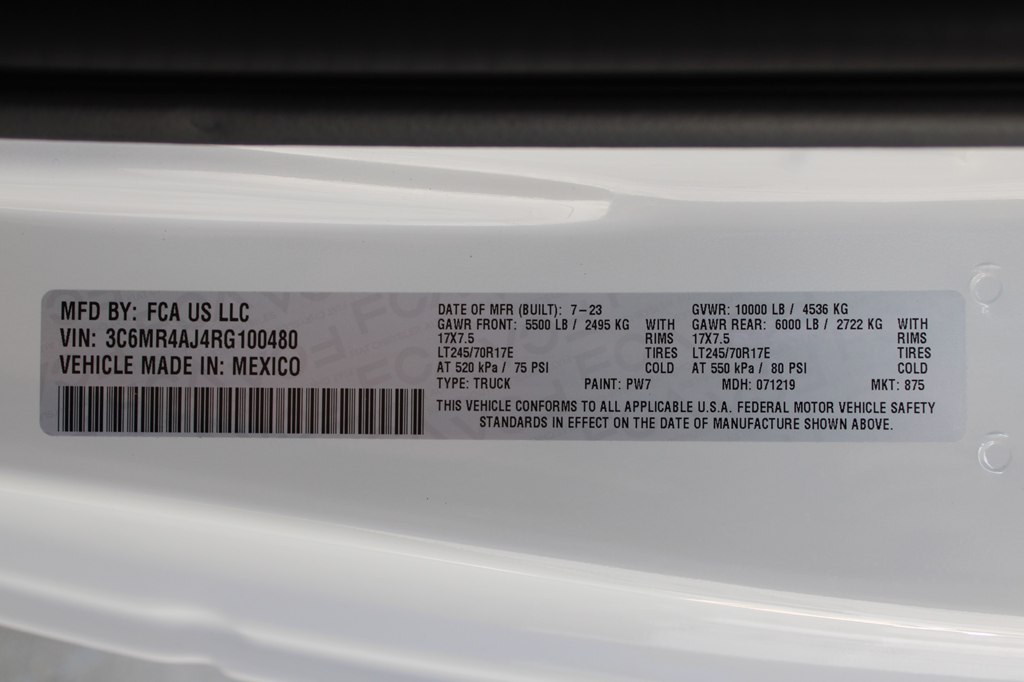 MFD BY: FCA US LLC
VIN: 3C6MR4AJ4RG100480
VEHICLE MADE IN: MEXICO
DATE OF MFR (BUILT): 7-23
GAWR FRONT: 5500 LB / 2495 KG WITH
17X7.5 RIMS
LT245/70R17E TIRES
AT 520 kPa / 75 PSI COLD
GVWR: 10000 LB / 4536 KG
GAWR REAR: 6000 LB / 2722 KG WITH
17X7.5 RIMS
LT245/70R17E TIRES
AT 550 kPa / 80 PSI COLD
TYPE: TRUCK PAINT: PW7 MDH: 071219 MKT: 875
THIS VEHICLE CONFORMS TO ALL APPLICABLE U.S.A. FEDERAL MOTOR VEHICLE SAFETY
STANDARDS IN EFFECT ON THE DATE OF MANUFACTURE SHOWN ABOVE.